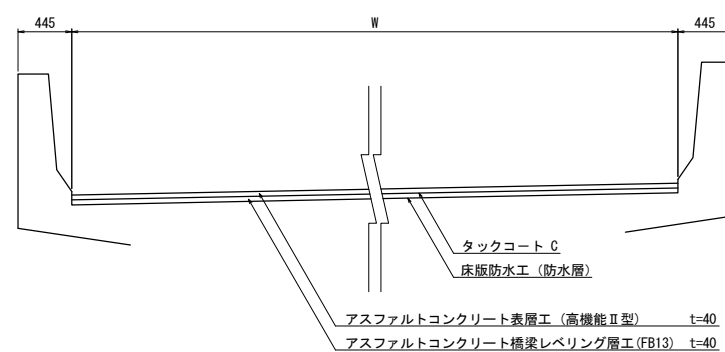 445 W 445
タックコート C
床版防水工 (防水層)
アスファルトコンクリート表層工 (高機能Ⅱ型) t=40
アスファルトコンクリート橋梁レベリング層工(FB13) t=40